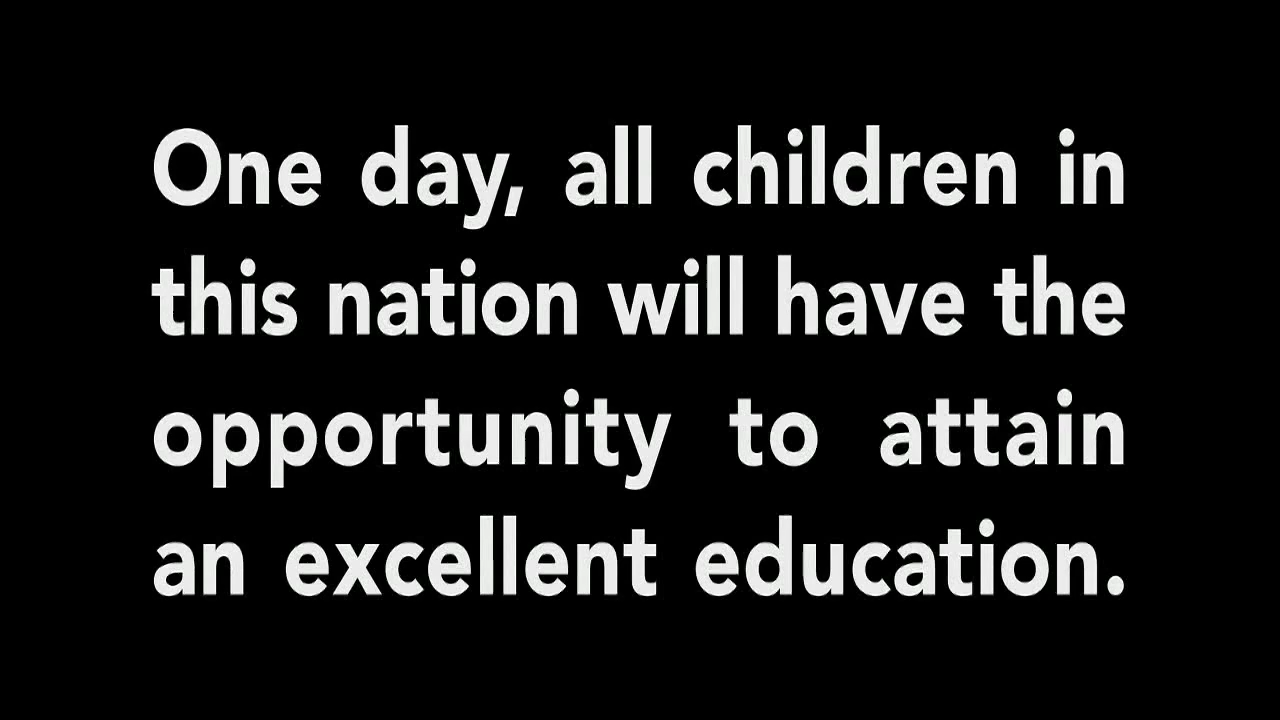 One day, all children in
this nation will have the
opportunity to attain
an excellent education.